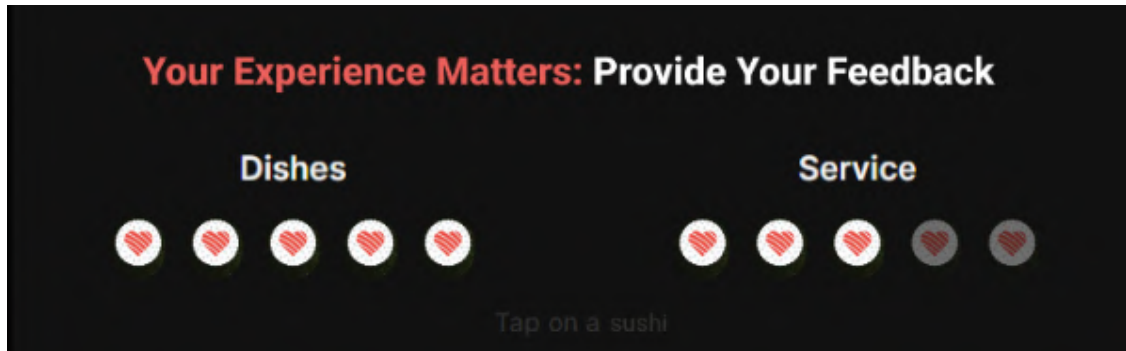 Your Experience Matters: Provide Your Feedback
Dishes
Service
Tap on a sushi